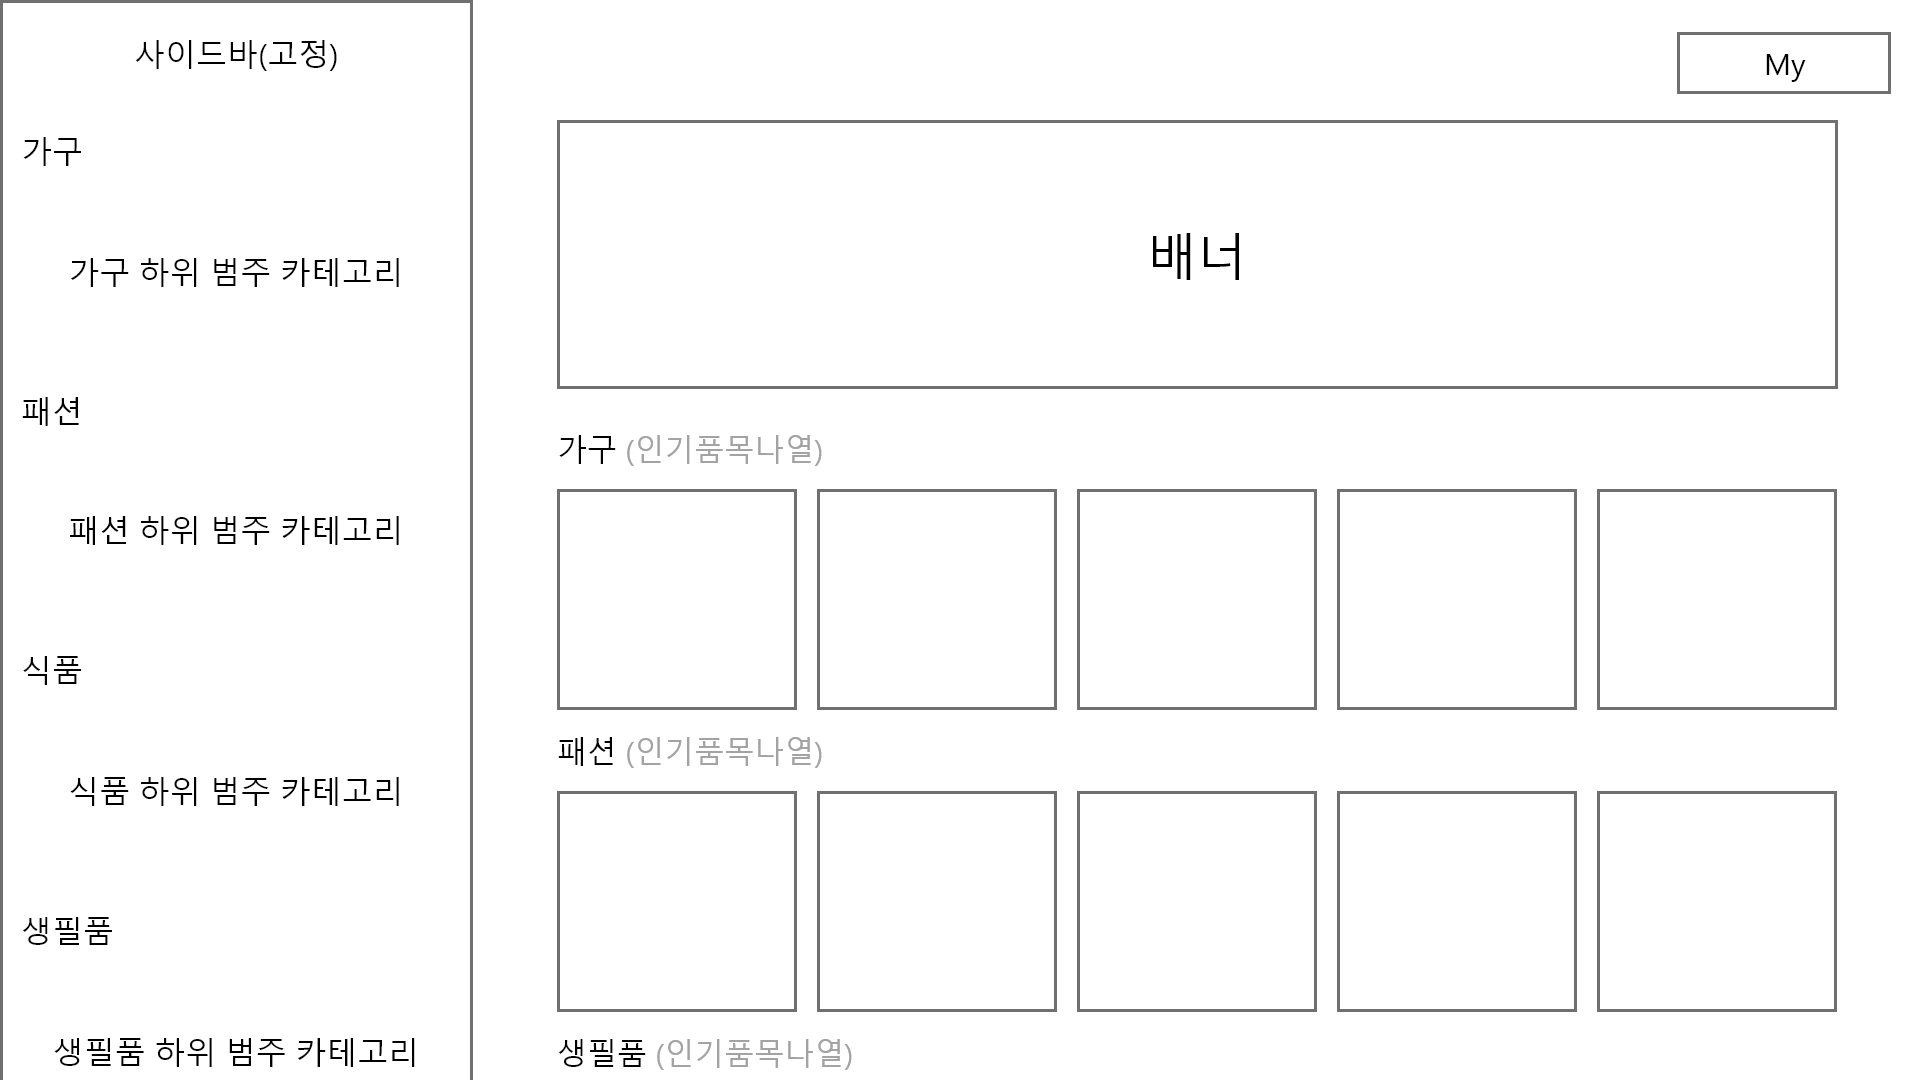 사이드바(고정)
가구
가구 하위 범주 카테고리
패션
패션 하위 범주 카테고리
식품
식품 하위 범주 카테고리
생필품
생필품 하위 범주 카테고리
My
배너
가구 (인기품목나열)
패션 (인기품목나열)
생필품 (인기품목나열)